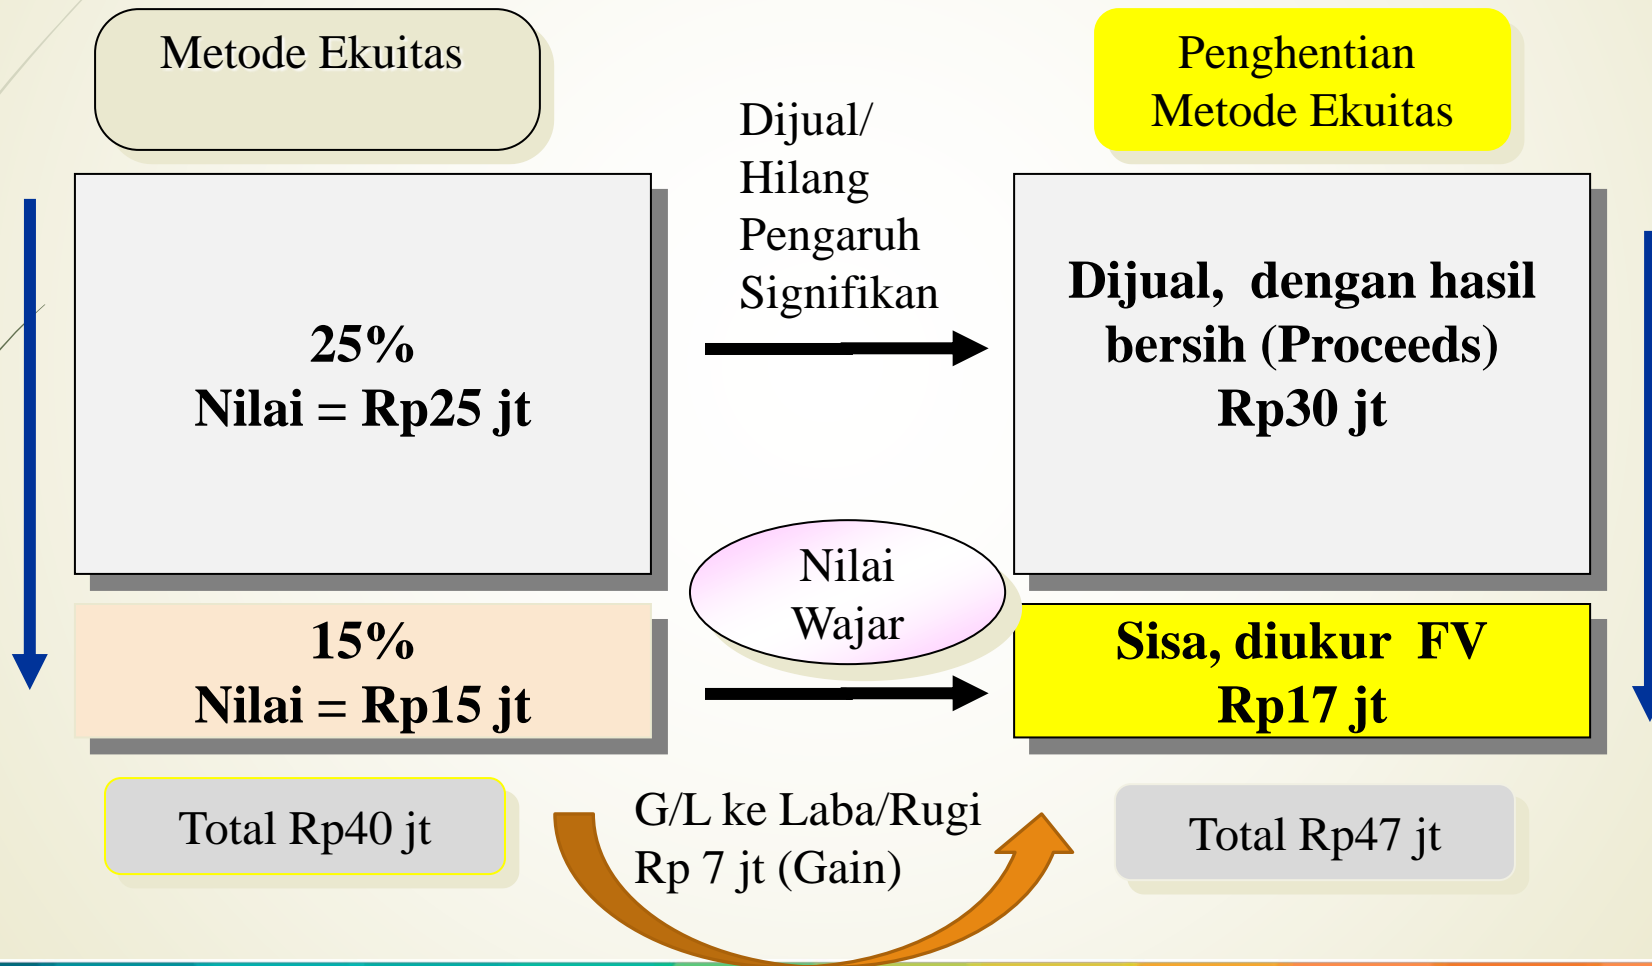 Metode Ekuitas
Penghentian
Metode Ekuitas
Dijual/
Hilang
Pengaruh
Signifikan
25%
Nilai = Rp25 jt
Dijual, dengan hasil
bersih (Proceeds)
Rp30 jt
Nilai
Wajar
15%
Nilai = Rp15 jt
Sisa, diukur FV
Rp17 jt
Total Rp40 jt
G/L ke Laba/Rugi
Rp 7 jt (Gain)
Total Rp47 jt